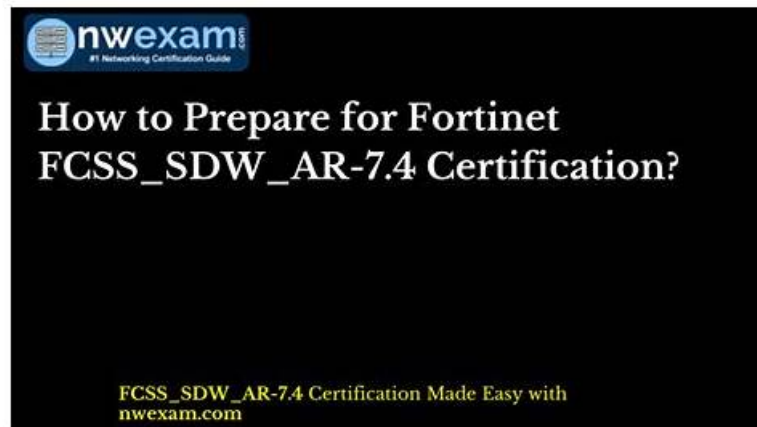 nwexam.com
#1 Networking Certification Guide
How to Prepare for Fortinet
FCSS_SDW_AR-7.4 Certification?
FCSS_SDW_AR-7.4 Certification Made Easy with
nwexam.com